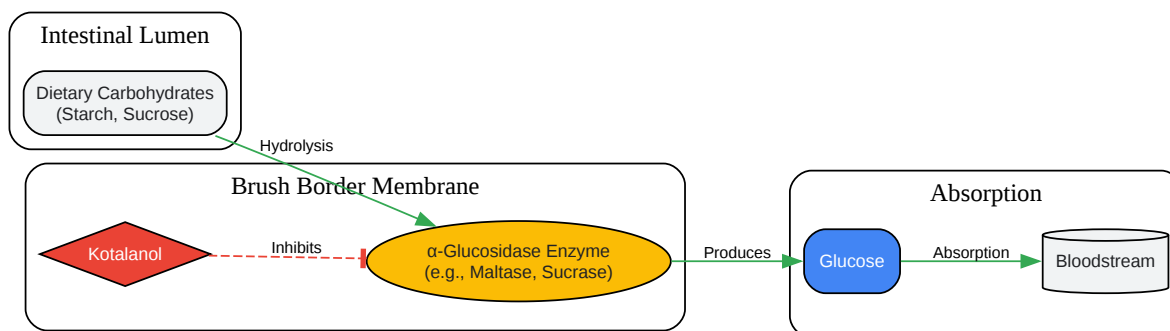 Intestinal Lumen
Dietary Carbohydrates
(Starch, Sucrose)
Hydrolysis
Brush Border Membrane
Kotalanol
Inhibits
α-Glucosidase Enzyme
(e.g., Maltase, Sucrase)
Produces
Absorption
Glucose
Absorption
Bloodstream